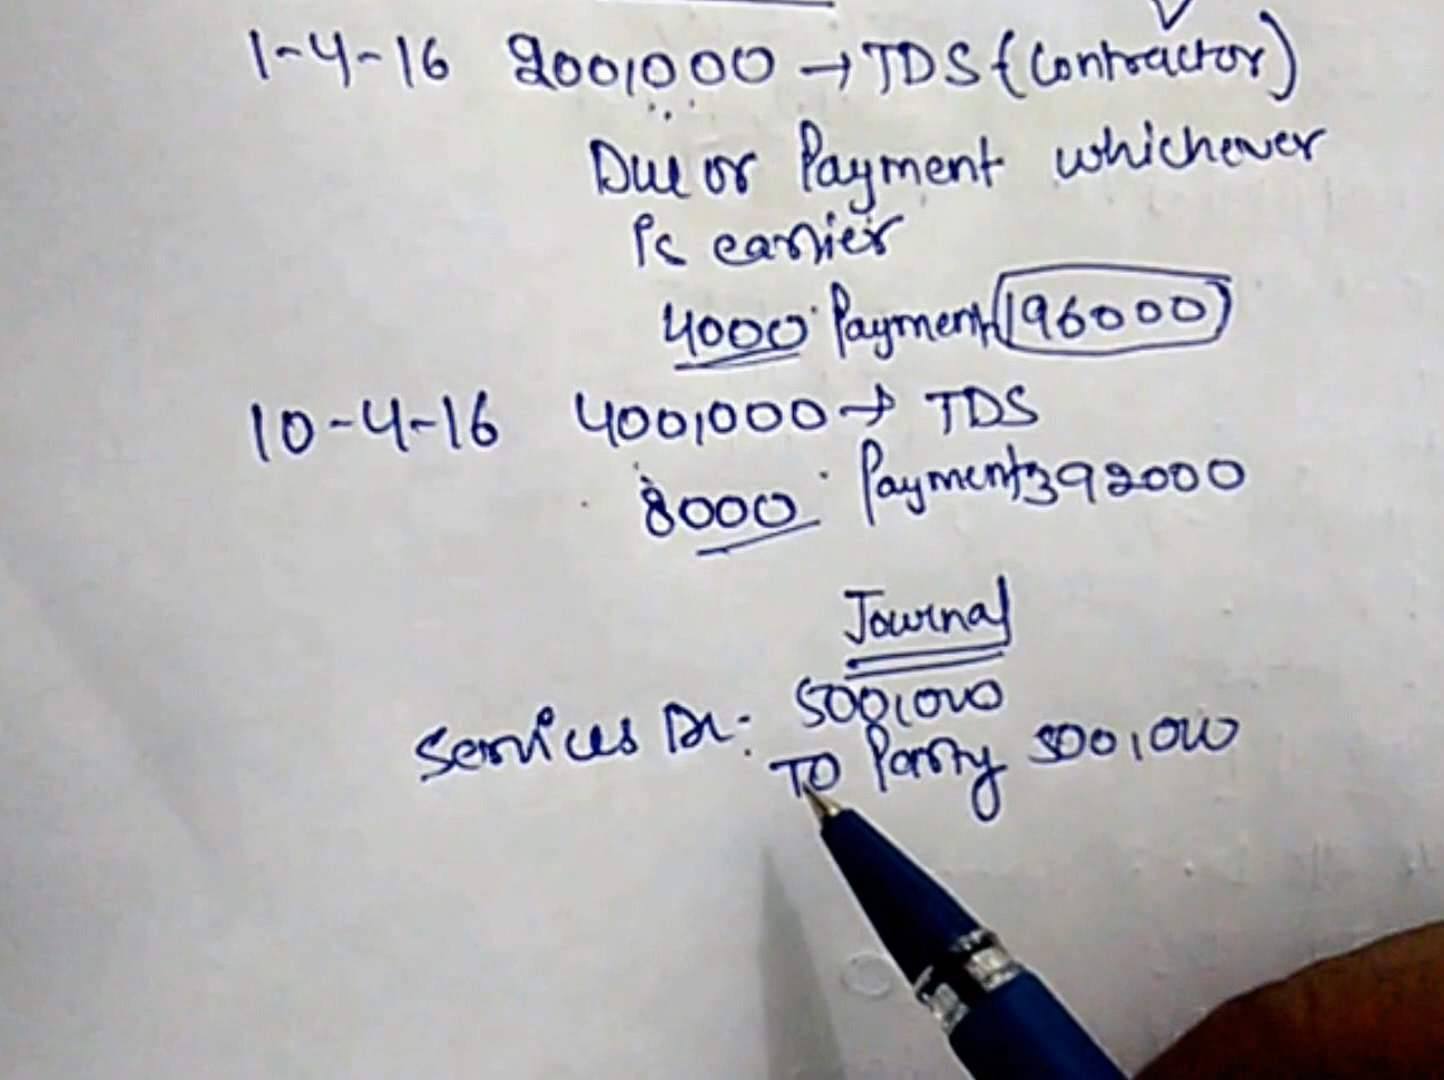 1-4-16 200,000 → TDS (Contractor)
Due or Payment whichever
is earlier
4000 Payment 196000
10-4-16 400,000 → TDS
8000 Payment 392000
Journal
Services Dr. 500,000
TO Party 500,000